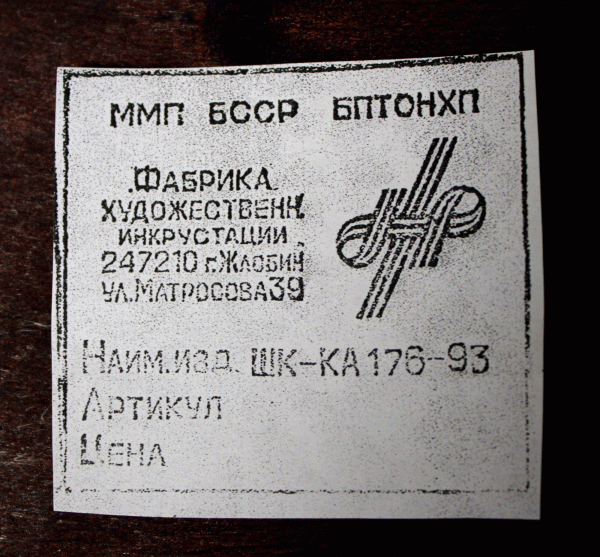 ММП БССР БПТОНХП
ФАБРИКА
ХУДОЖЕСТВЕНН.
ИНКРУСТАЦИИ
247210 г.ЖЛОБИН
УЛ.МАТРОСОВА 39
НАИМ.ИЗД. ШК-КА 176-93
АРТИКУЛ
ЦЕНА